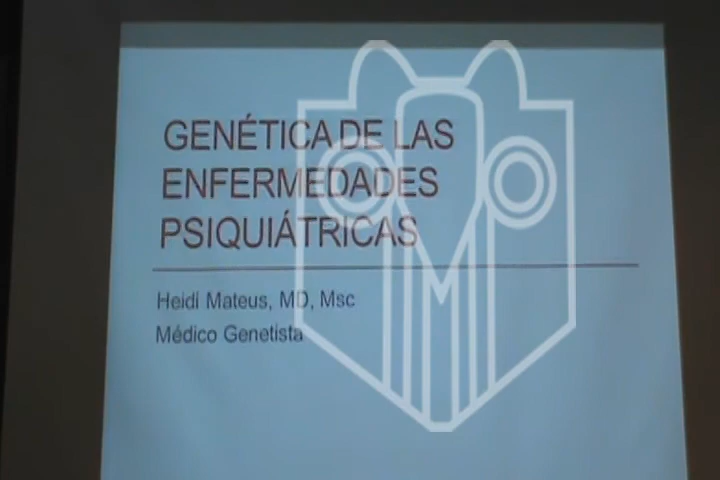 GENÉTICA DE LAS
ENFERMEDADES
PSIQUIÁTRICAS
Heidi Mateus, MD, Msc
Médico Genetista